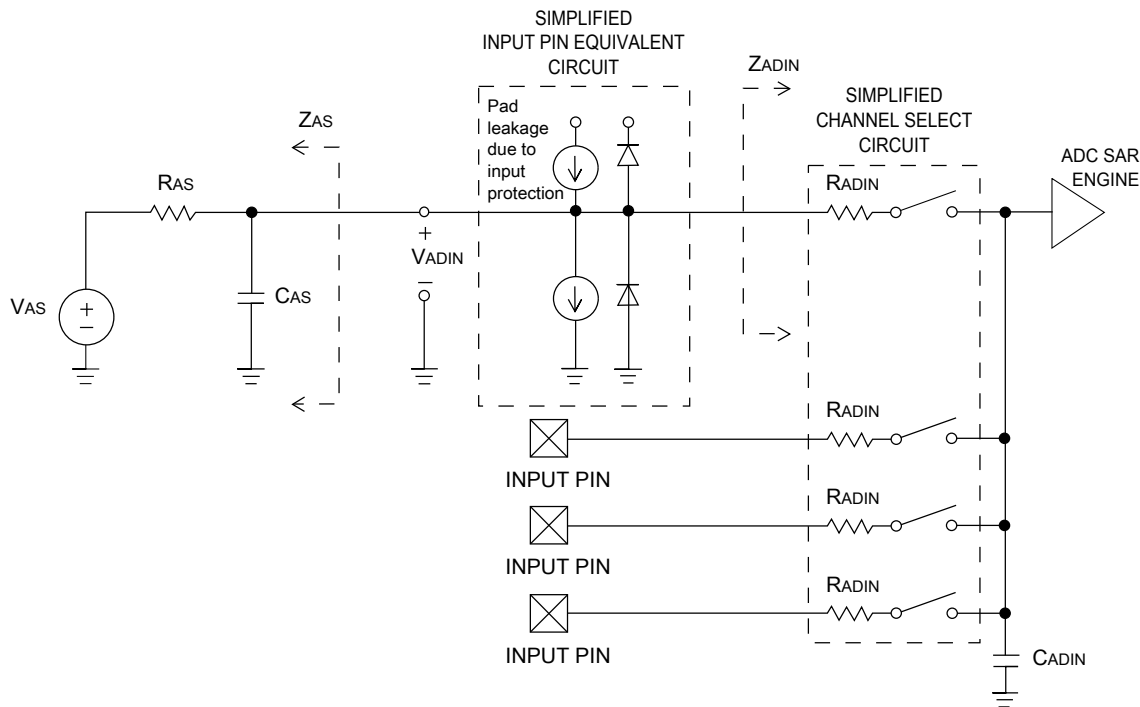 SIMPLIFIED
INPUT PIN EQUIVALENT
CIRCUIT
Pad
leakage
due to
input
protection
ZAS
RAS
VAS
+
−
CAS
+
VADIN
−
ZADIN
SIMPLIFIED
CHANNEL SELECT
CIRCUIT
RADIN
ADC SAR
ENGINE
RADIN
INPUT PIN
RADIN
INPUT PIN
RADIN
INPUT PIN
CADIN